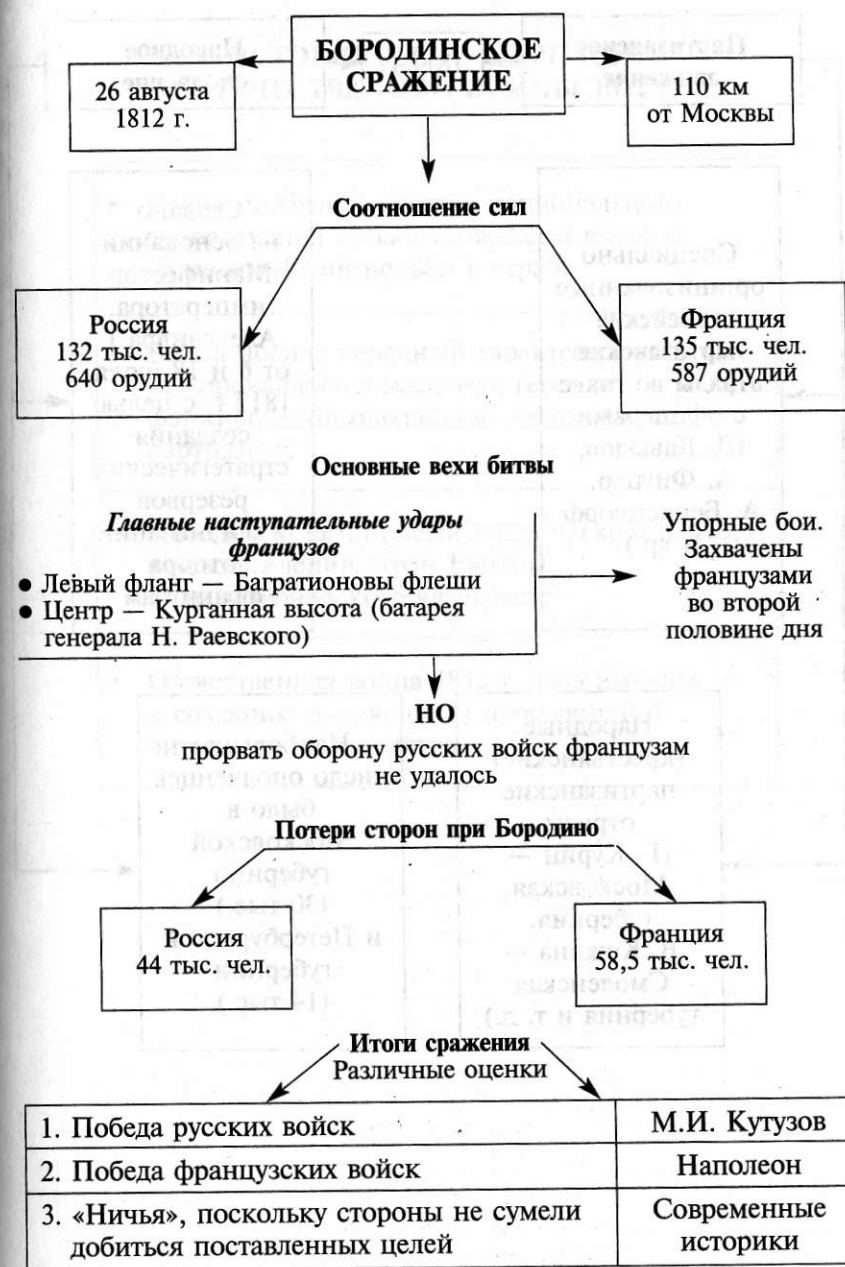 БОРОДИНСКОЕ
СРАЖЕНИЕ
26 августа
1812 г.
110 км
от Москвы
Соотношение сил
Россия
132 тыс. чел.
640 орудий
Франция
135 тыс. чел.
587 орудий
Основные вехи битвы
Главные наступательные удары
французов
● Левый фланг — Багратионовы флеши
● Центр — Курганная высота (батарея
генерала Н. Раевского)
Упорные бои.
Захвачены
французами
во второй
половине дня
НО
прорвать оборону русских войск французам
не удалось
Потери сторон при Бородино
Россия
44 тыс. чел.
Франция
58,5 тыс. чел.
Итоги сражения
Различные оценки
1. Победа русских войск
М.И. Кутузов
2. Победа французских войск
Наполеон
3. «Ничья», поскольку стороны не сумели
добиться поставленных целей
Современные
историки